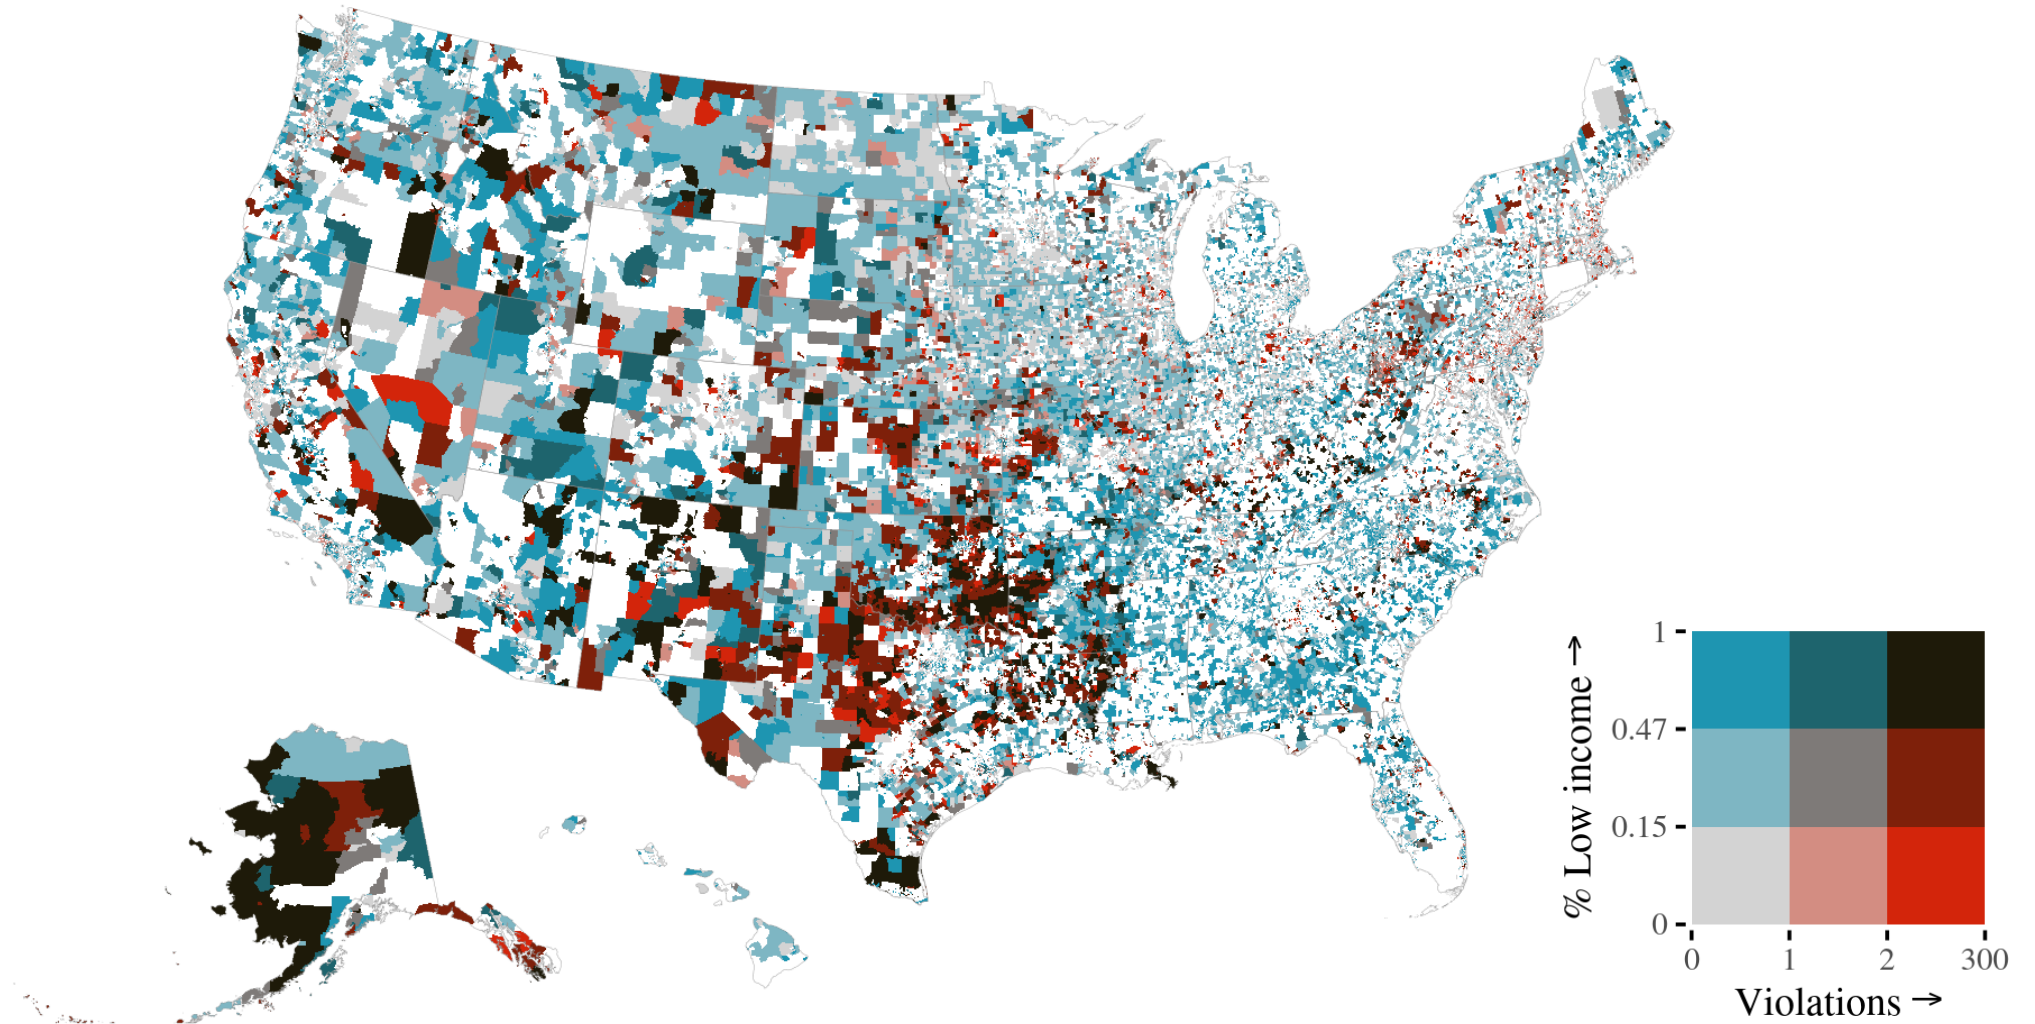 % Low income →
1
0.47
0.15
0
0 1 2 300
Violations →